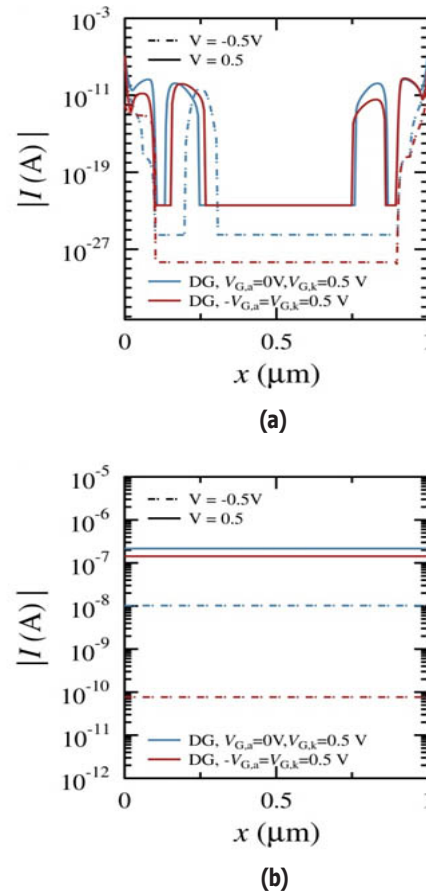 10⁻³
10⁻¹¹
10⁻¹⁹
10⁻²⁷
|I (A)|
V = -0.5V
V = 0.5
DG, V_G,a=0V,V_G,k=0.5 V
DG, -V_G,a=V_G,k=0.5 V
0
0.5
1
x (μm)
(a)
10⁻⁵
10⁻⁶
10⁻⁷
10⁻⁸
10⁻⁹
10⁻¹⁰
10⁻¹¹
10⁻¹²
|I (A)|
V = -0.5V
V = 0.5
DG, V_G,a=0V,V_G,k=0.5 V
DG, -V_G,a=V_G,k=0.5 V
0
0.5
1
x (μm)
(b)